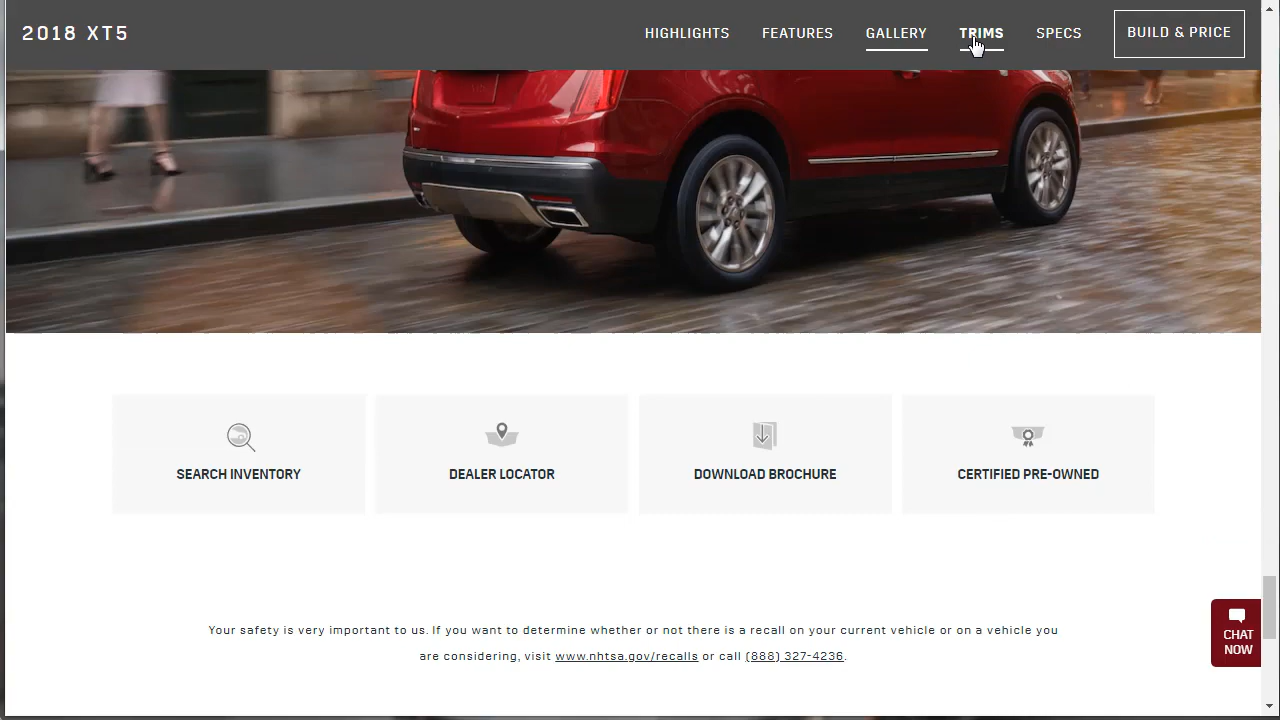 2018 XT5
HIGHLIGHTS
FEATURES
GALLERY
TRIMS
SPECS
BUILD & PRICE
SEARCH INVENTORY
DEALER LOCATOR
DOWNLOAD BROCHURE
CERTIFIED PRE-OWNED
Your safety is very important to us. If you want to determine whether or not there is a recall on your current vehicle or on a vehicle you
are considering, visit www.nhtsa.gov/recalls or call (888) 327-4236.
CHAT
NOW